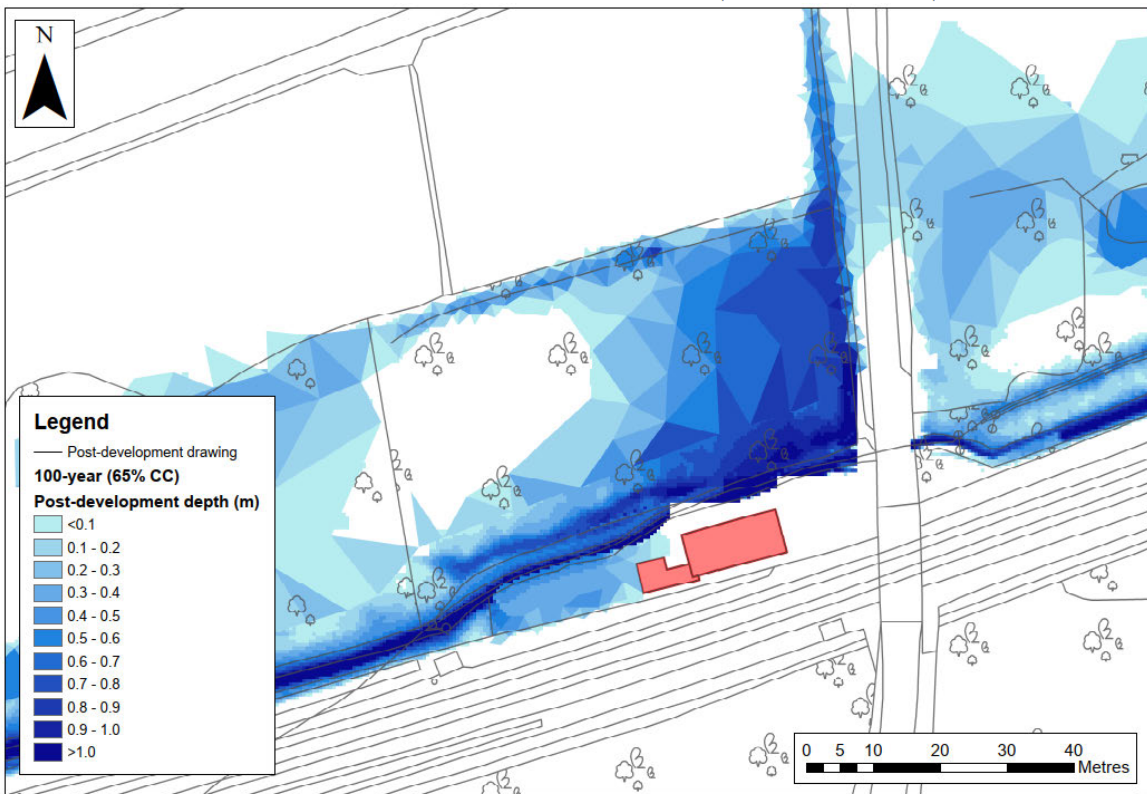 N
Legend
Post-development drawing
100-year (65% CC)
Post-development depth (m)
<0.1
0.1 - 0.2
0.2 - 0.3
0.3 - 0.4
0.4 - 0.5
0.5 - 0.6
0.6 - 0.7
0.7 - 0.8
0.8 - 0.9
0.9 - 1.0
>1.0
0 5 10 20 30 40
Metres